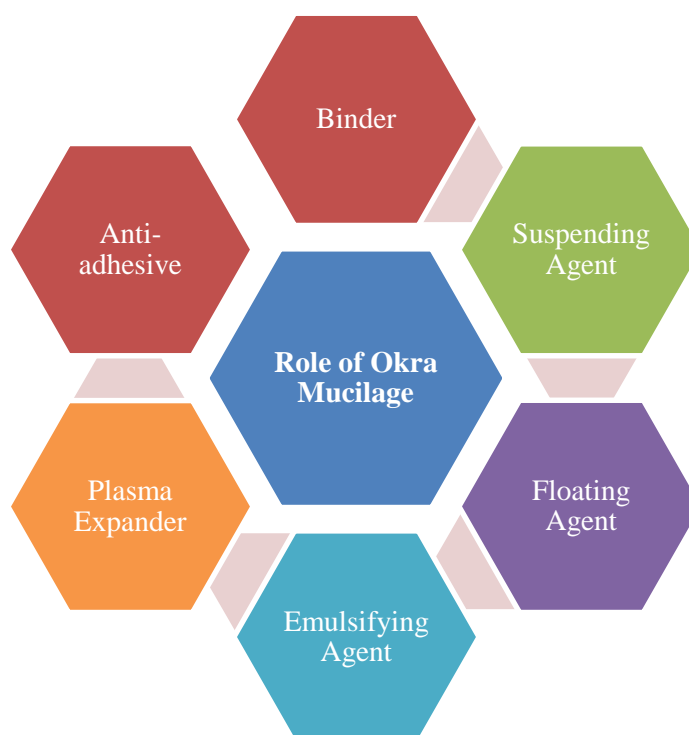 Binder
Anti-
adhesive
Suspending
Agent
Role of Okra
Mucilage
Plasma
Expander
Floating
Agent
Emulsifying
Agent